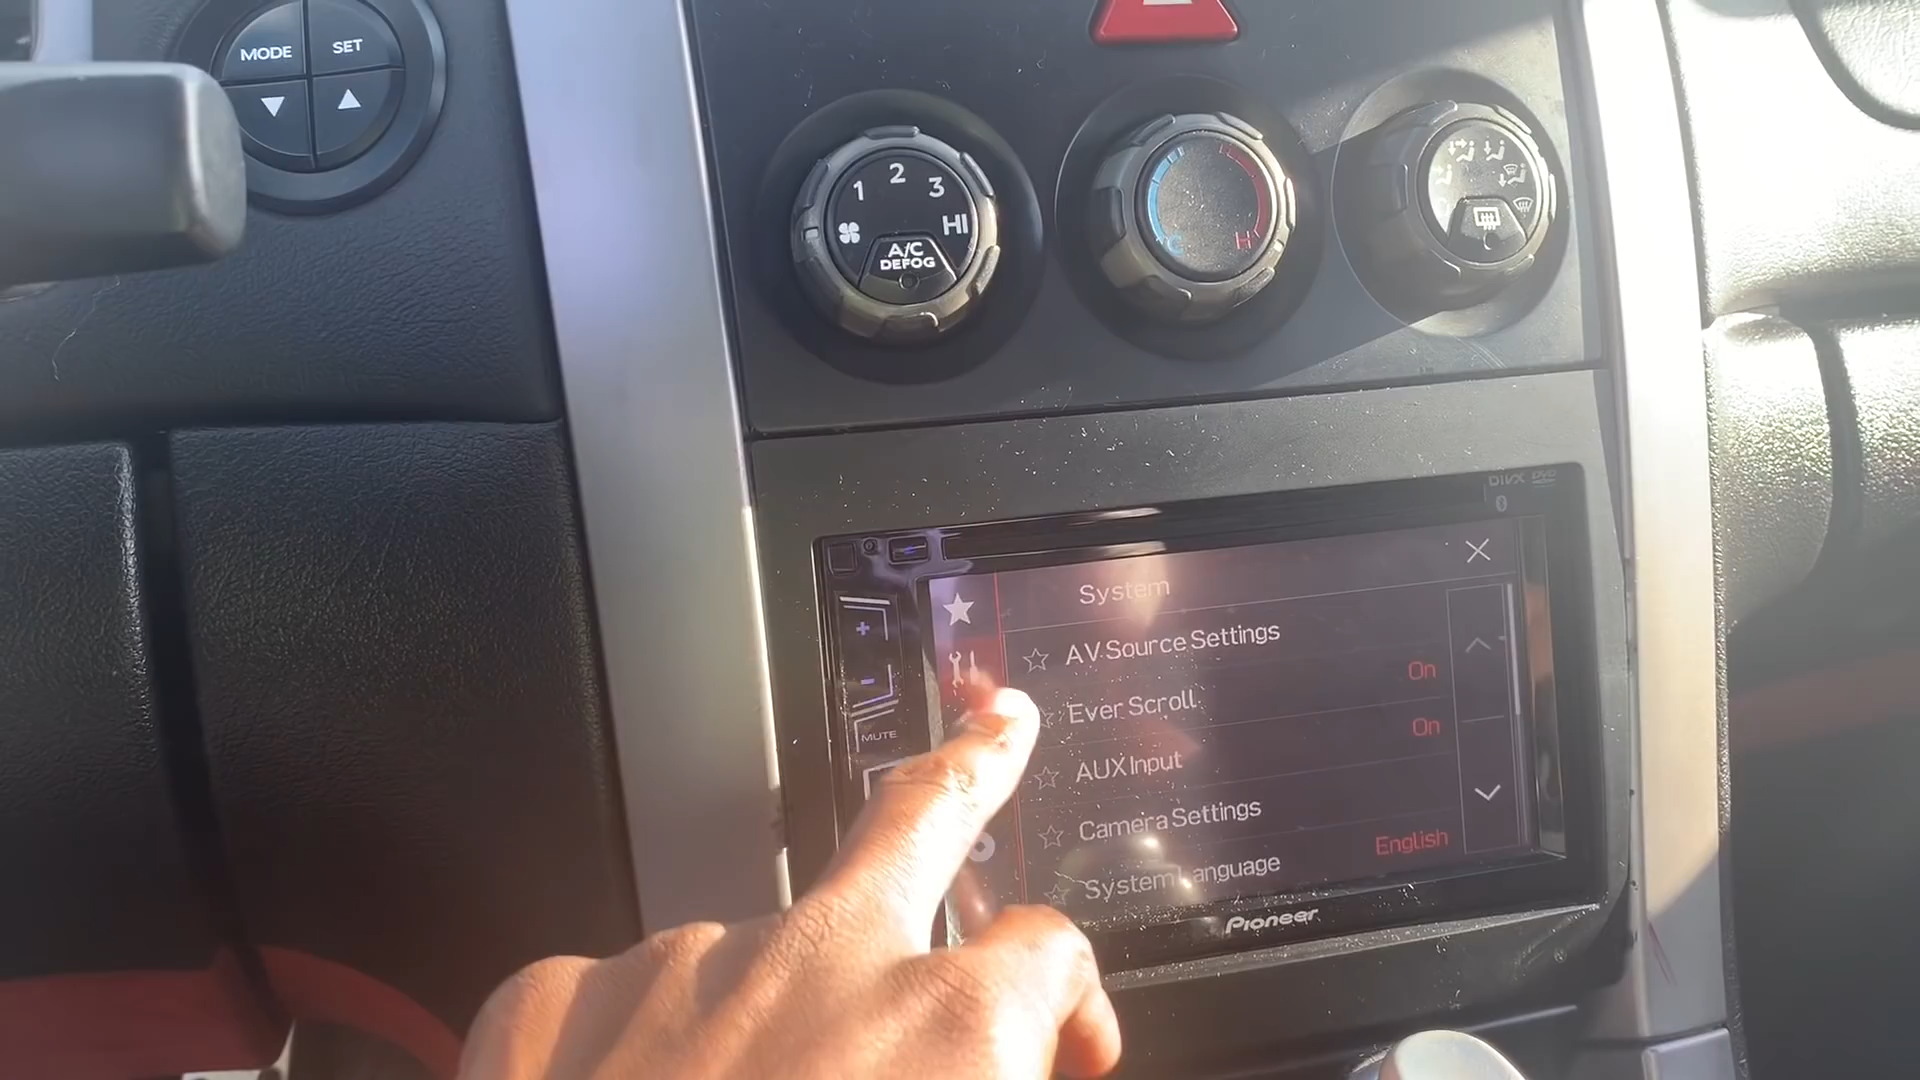 MODE
SET
1
2
3
HI
A/C
DEFOG
C
H
DIVX DVD
System
AV Source Settings
Ever Scroll
On
AUX Input
On
Camera Settings
System Language
English
MUTE
Pioneer